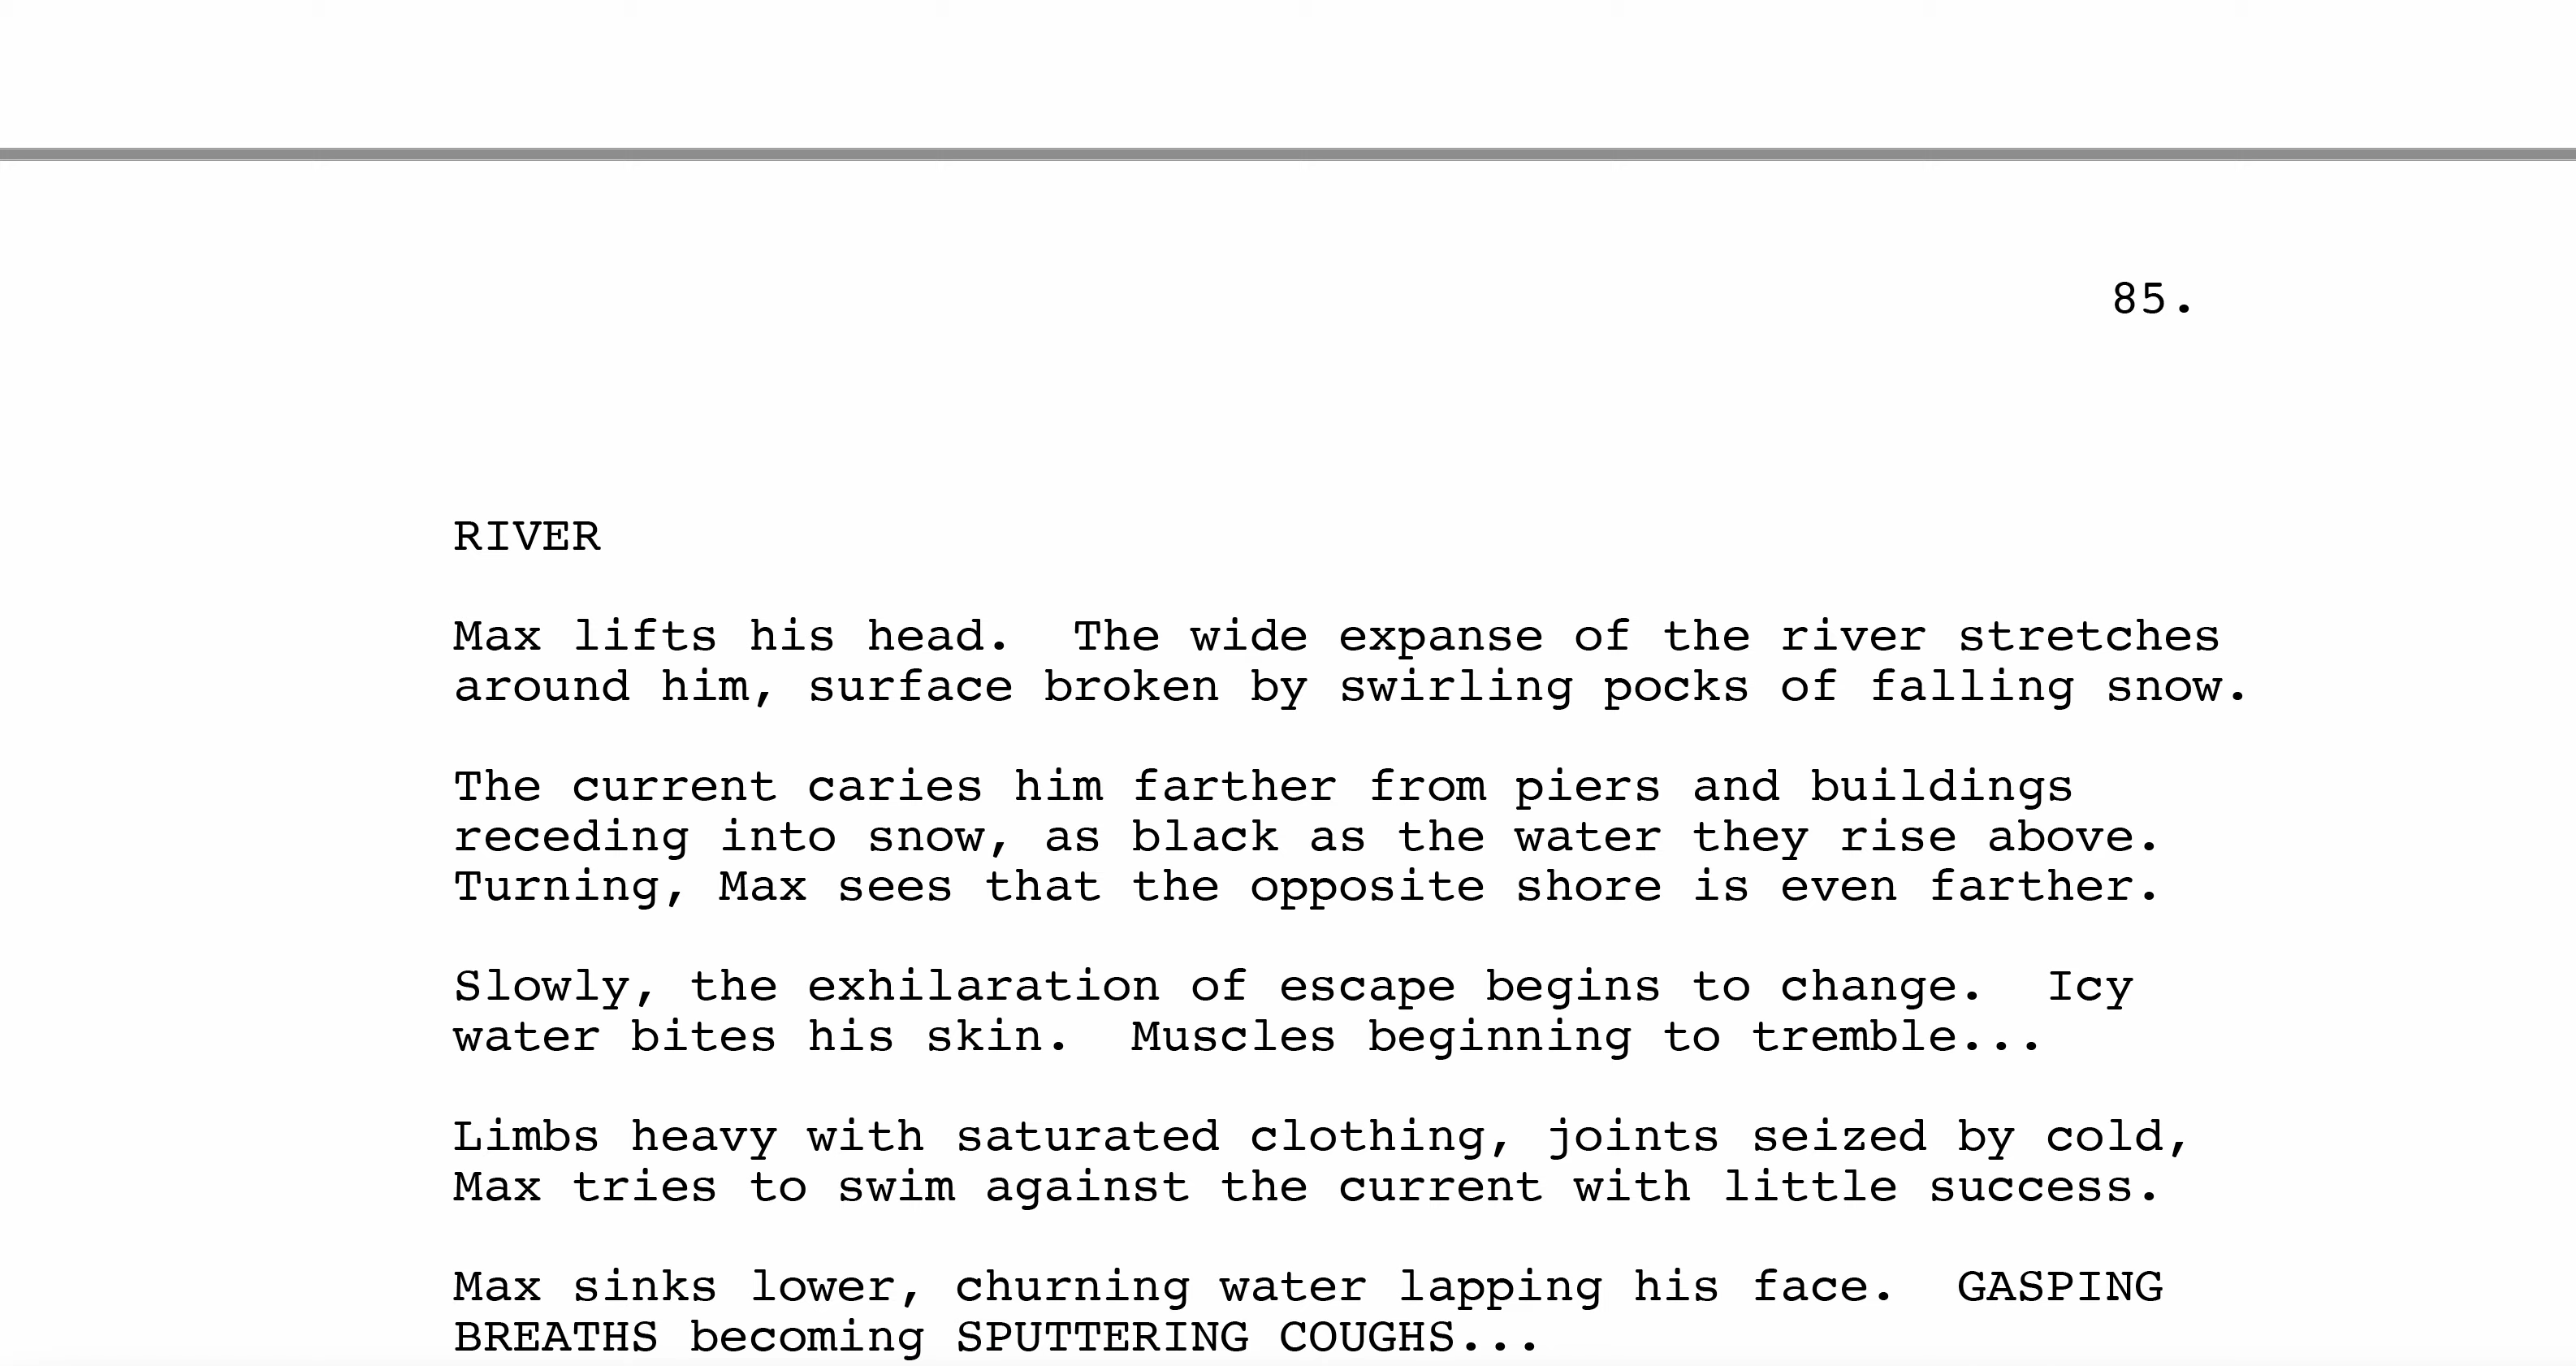 85.
RIVER
Max lifts his head.  The wide expanse of the river stretches
around him, surface broken by swirling pocks of falling snow.
The current caries him farther from piers and buildings
receding into snow, as black as the water they rise above.
Turning, Max sees that the opposite shore is even farther.
Slowly, the exhilaration of escape begins to change.  Icy
water bites his skin.  Muscles beginning to tremble...
Limbs heavy with saturated clothing, joints seized by cold,
Max tries to swim against the current with little success.
Max sinks lower, churning water lapping his face.  GASPING
BREATHS becoming SPUTTERING COUGHS...